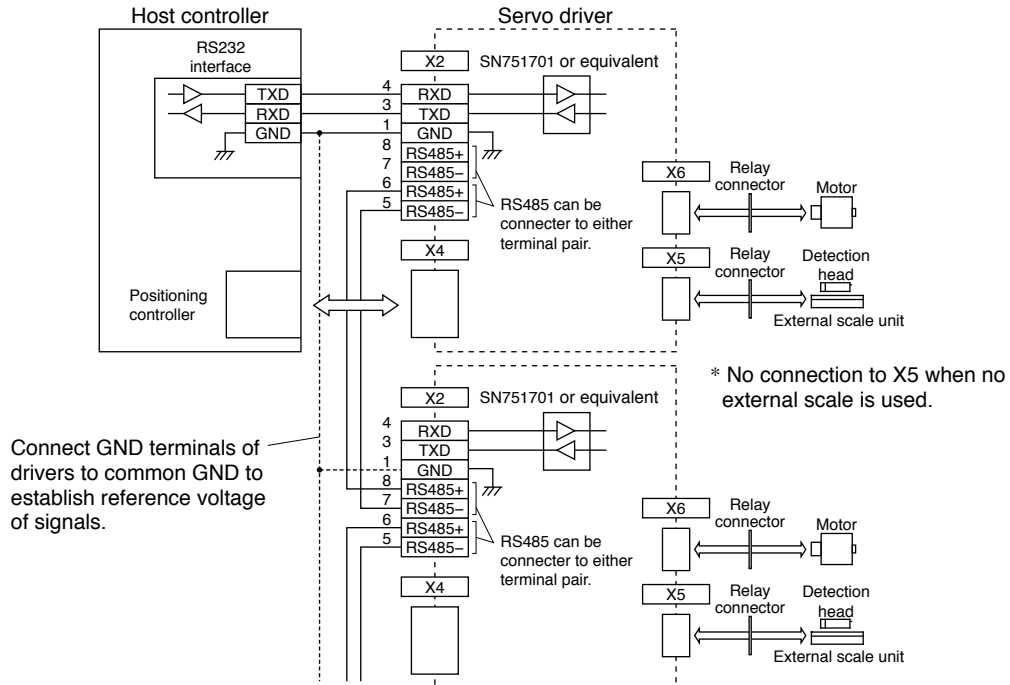 Host controller
Servo driver
RS232
interface
X2
SN751701 or equivalent
TXD
4
RXD
RXD
3
TXD
GND
1
GND
8
RS485+
7
RS485–
6
RS485+
5
RS485–
RS485 can be
connecter to either
terminal pair.
X6
Relay
connector
Motor
X4
X5
Relay
connector
Detection
head
External scale unit
Positioning
controller
* No connection to X5 when no
external scale is used.
X2
SN751701 or equivalent
4
RXD
3
TXD
1
GND
8
RS485+
7
RS485–
6
RS485+
5
RS485–
RS485 can be
connecter to either
terminal pair.
Connect GND terminals of
drivers to common GND to
establish reference voltage
of signals.
X6
Relay
connector
Motor
X4
X5
Relay
connector
Detection
head
External scale unit